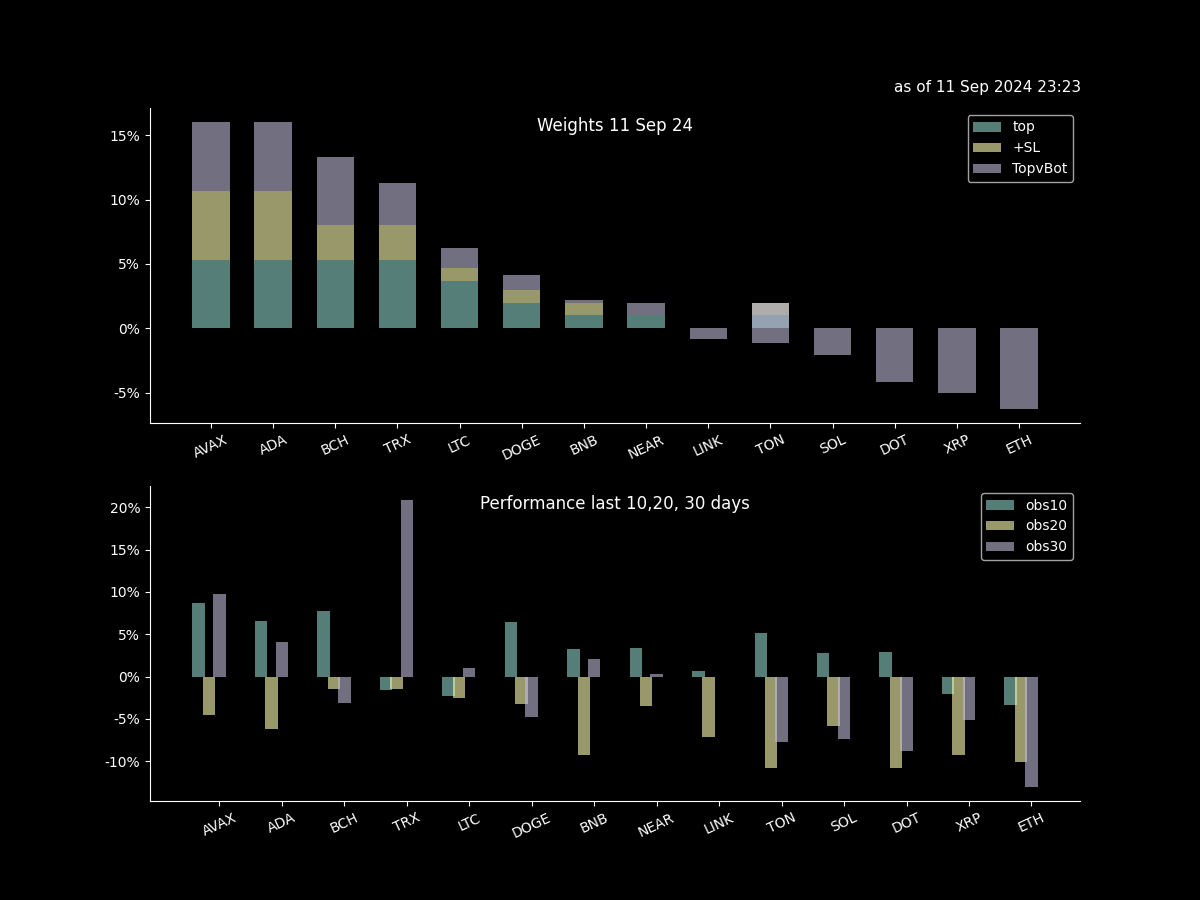 as of 11 Sep 2024 23:23
Weights 11 Sep 24
top
+SL
TopvBot
15%
10%
5%
0%
-5%
AVAX ADA BCH TRX LTC DOGE BNB NEAR LINK TON SOL DOT XRP ETH
Performance last 10,20, 30 days
obs10
obs20
obs30
20%
15%
10%
5%
0%
-5%
-10%
AVAX ADA BCH TRX LTC DOGE BNB NEAR LINK TON SOL DOT XRP ETH